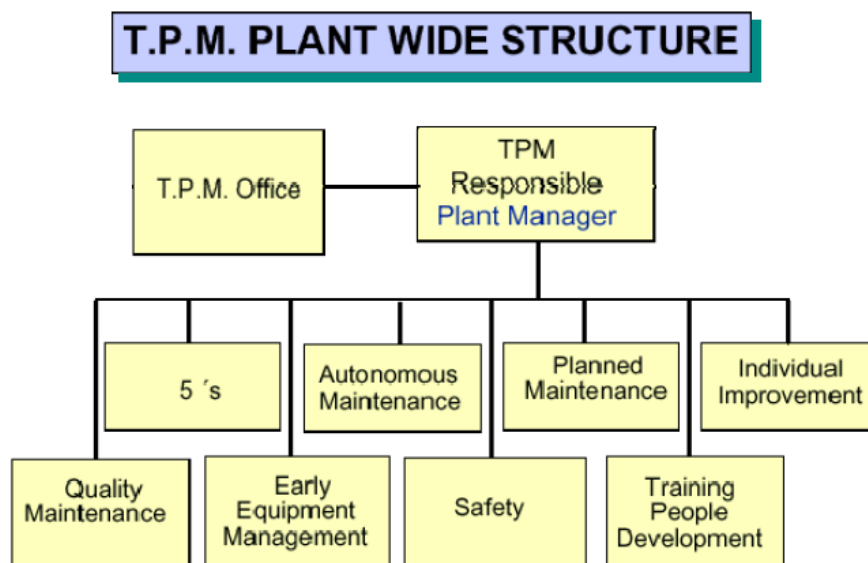 T.P.M. PLANT WIDE STRUCTURE
T.P.M. Office
TPM
Responsible
Plant Manager
5 ´s
Autonomous
Maintenance
Planned
Maintenance
Individual
Improvement
Quality
Maintenance
Early
Equipment
Management
Safety
Training
People
Development